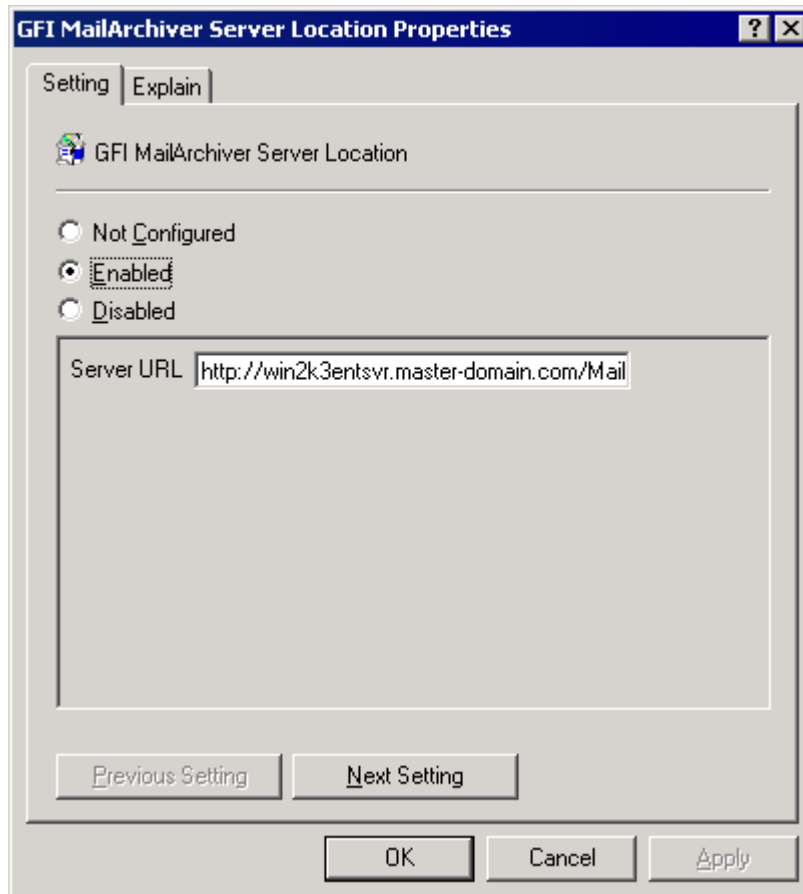 GFI MailArchiver Server Location Properties
Setting
Explain
GFI MailArchiver Server Location
Not Configured
Enabled
Disabled
Server URL http://win2k3entsvr.master-domain.com/Mail
Previous Setting
Next Setting
OK
Cancel
Apply